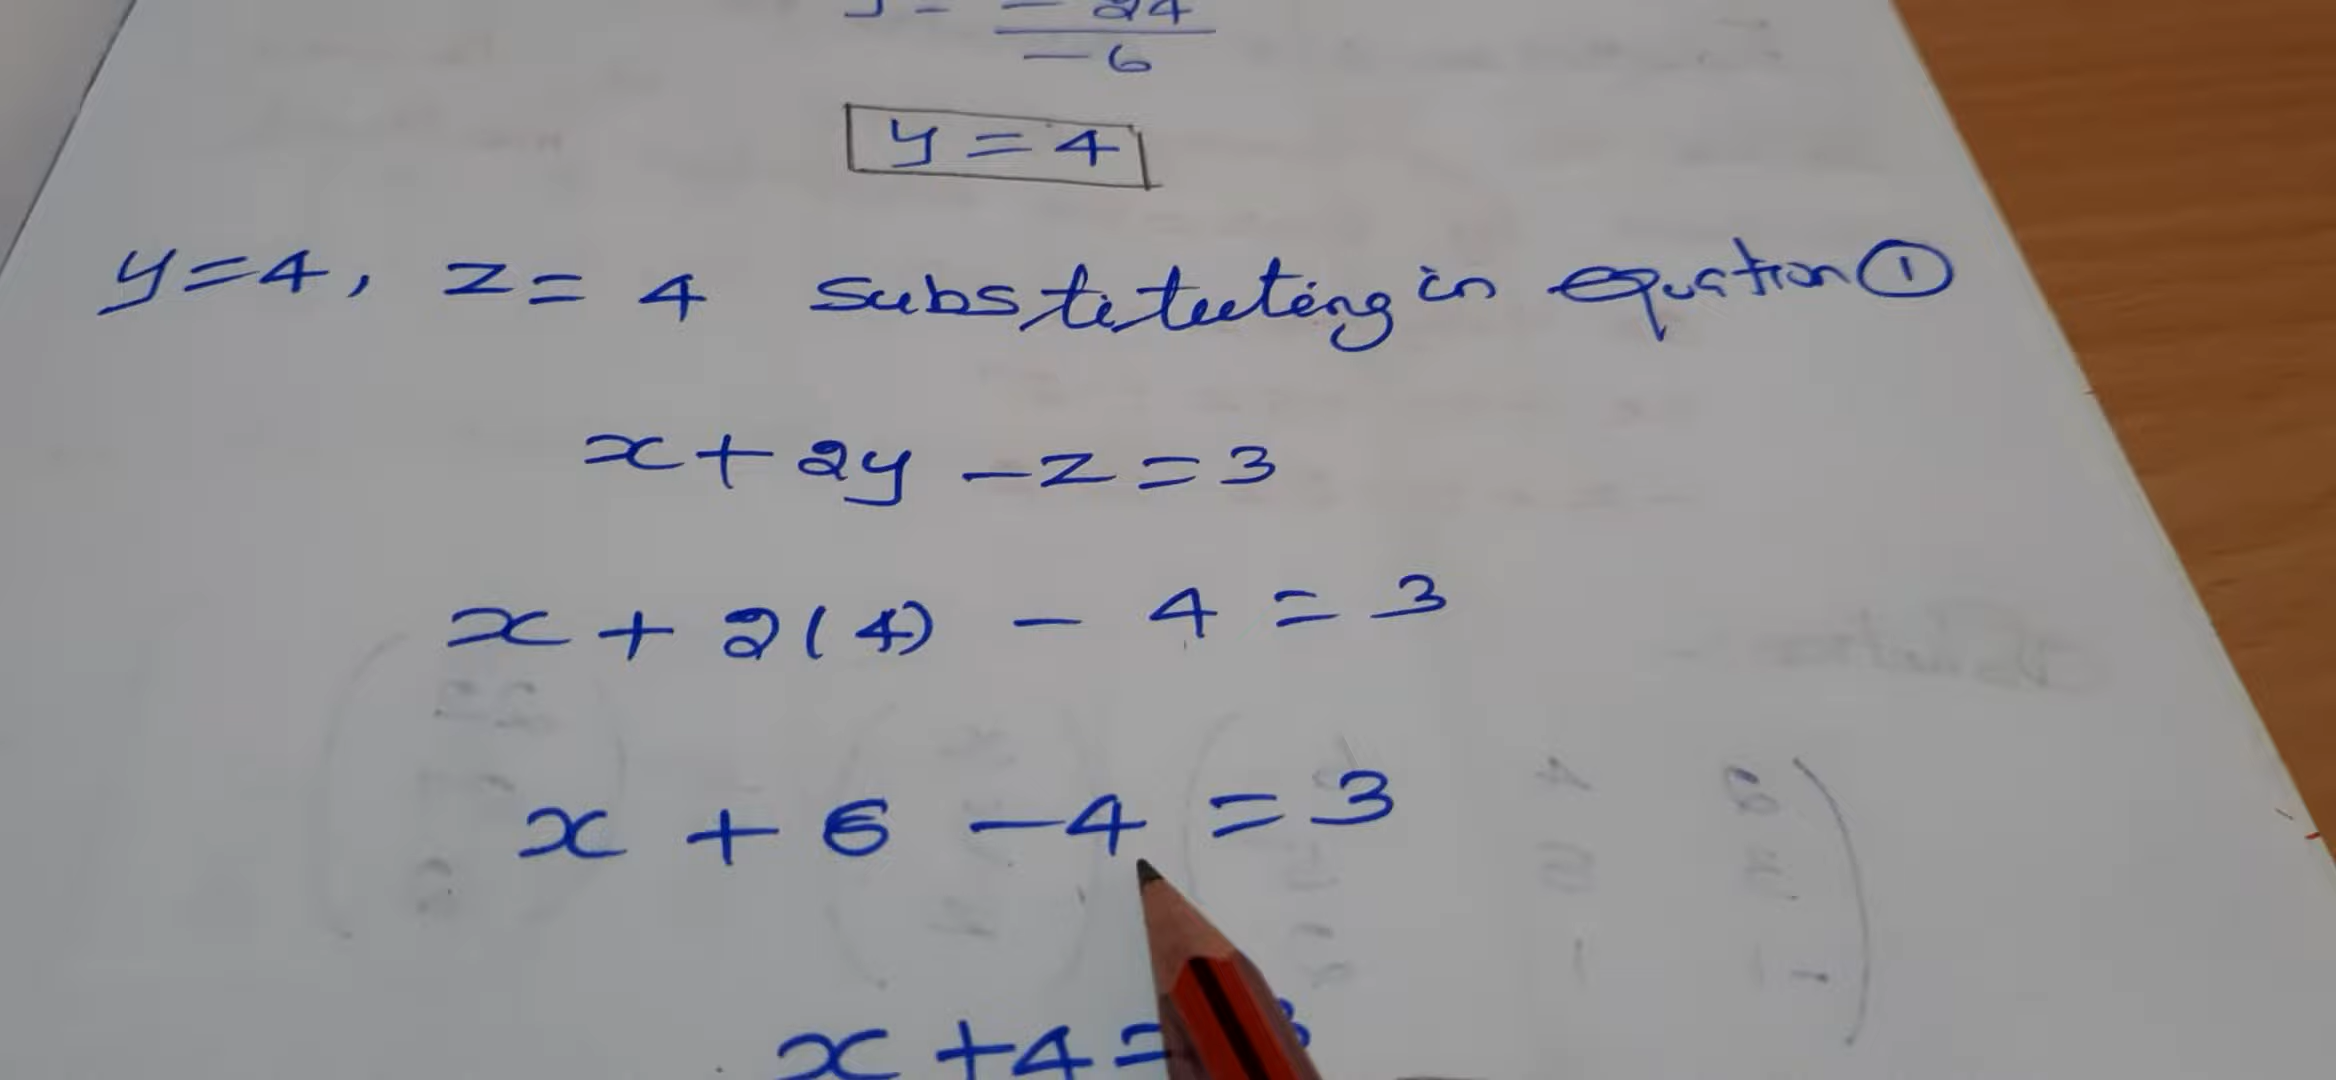 y = -24
-6
y = 4
y=4, z= 4 substituting in equation ①
x+ 2y -z=3
x + 2(4) - 4 = 3
x + 6 -4 = 3
x +4=